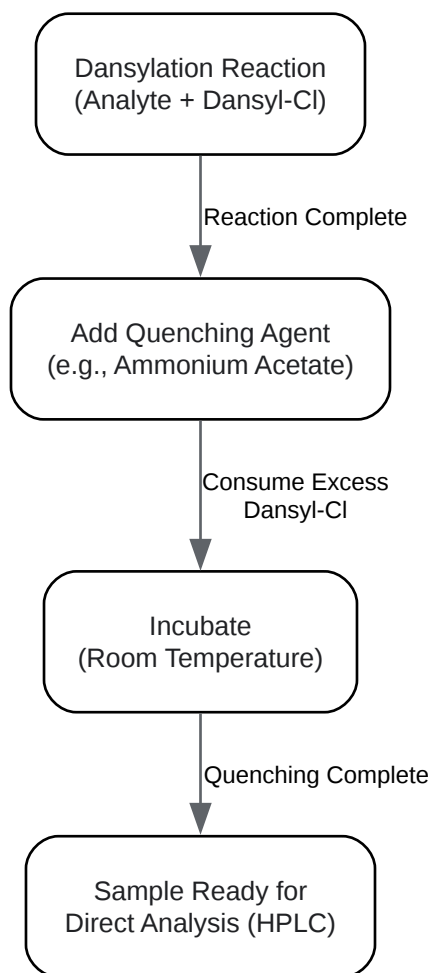 Dansylation Reaction
(Analyte + Dansyl-Cl)
Reaction Complete
Add Quenching Agent
(e.g., Ammonium Acetate)
Consume Excess
Dansyl-Cl
Incubate
(Room Temperature)
Quenching Complete
Sample Ready for
Direct Analysis (HPLC)